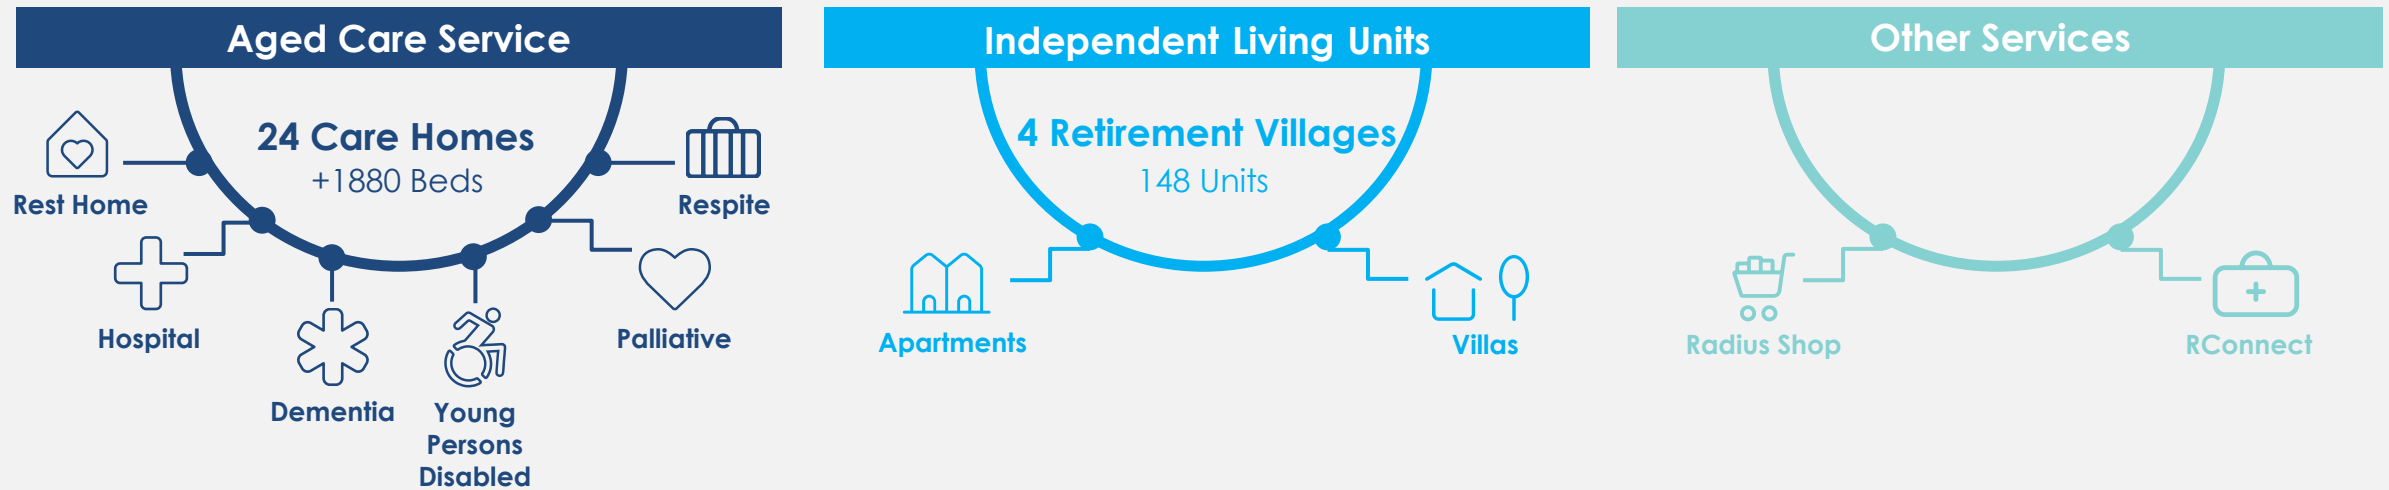 Aged Care Service
24 Care Homes
+1880 Beds
Rest Home
Hospital
Dementia
Young
Persons
Disabled
Palliative
Respite
Independent Living Units
4 Retirement Villages
148 Units
Apartments
Villas
Other Services
Radius Shop
RConnect